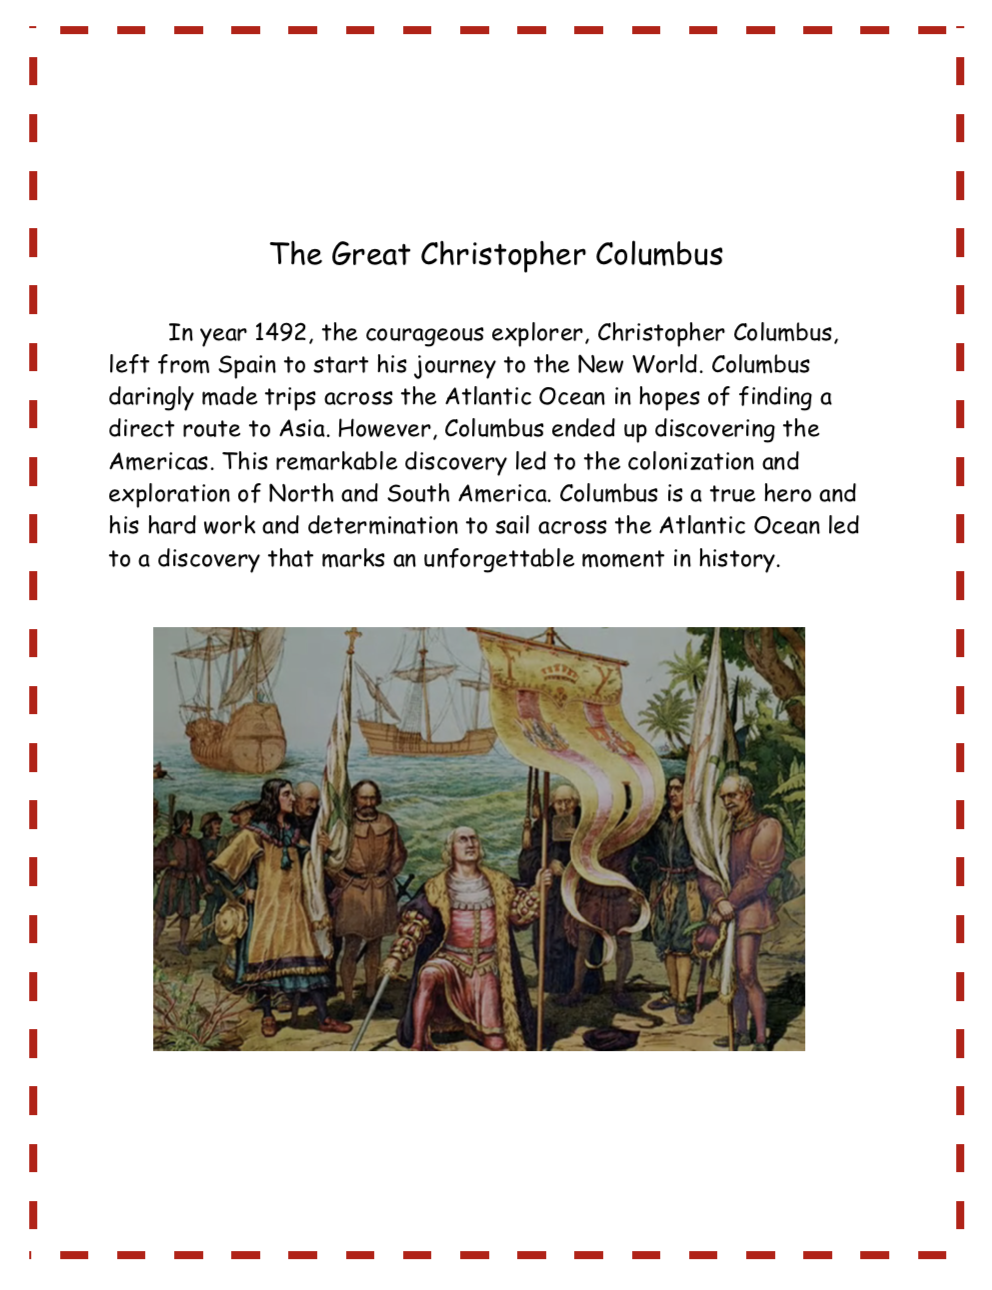 The Great Christopher Columbus
In year 1492, the courageous explorer, Christopher Columbus,
left from Spain to start his journey to the New World. Columbus
daringly made trips across the Atlantic Ocean in hopes of finding a
direct route to Asia. However, Columbus ended up discovering the
Americas. This remarkable discovery led to the colonization and
exploration of North and South America. Columbus is a true hero and
his hard work and determination to sail across the Atlantic Ocean led
to a discovery that marks an unforgettable moment in history.
F Y